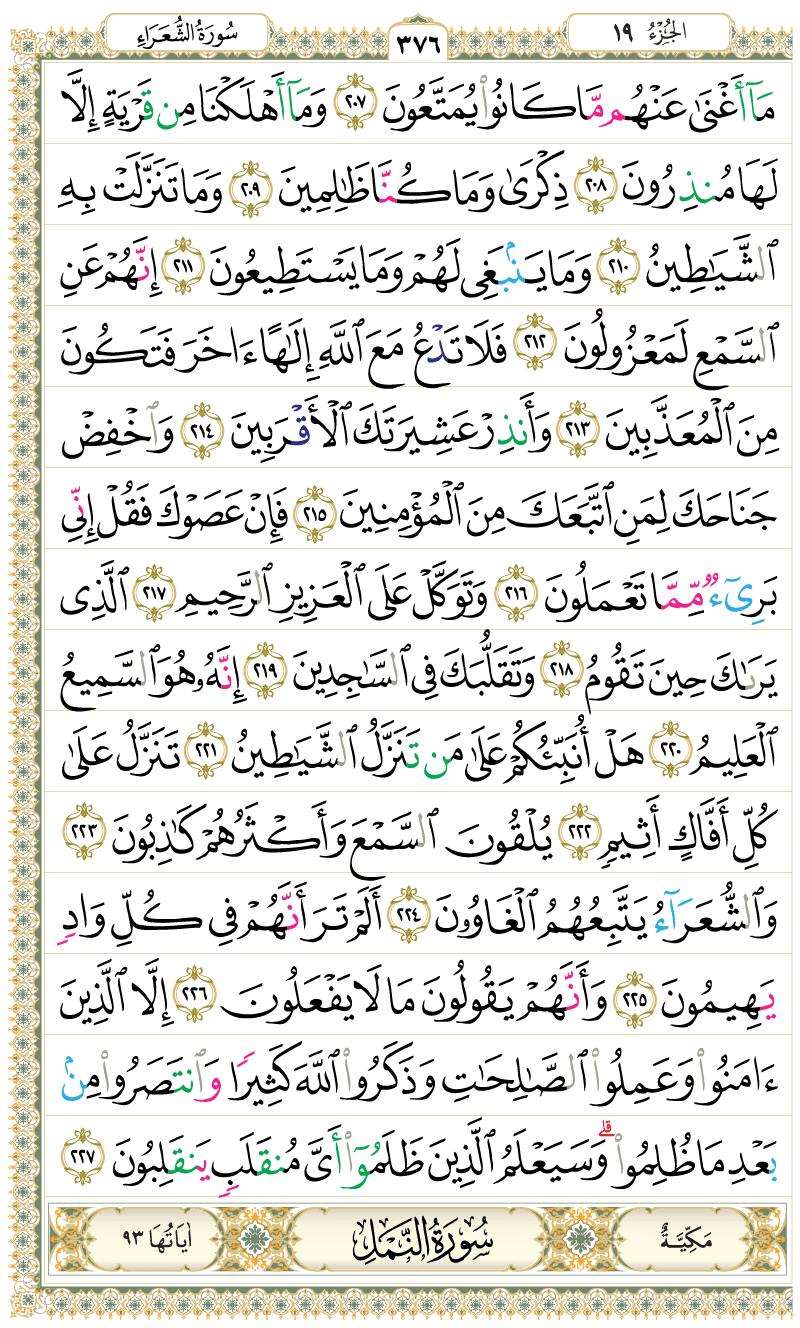 الجُزْءُ ١٩
٣٧٦
سُورَةُ الشُّعَرَاءِ
مَآ أَغْنَىٰ عَنْهُم مَّا كَانُوا۟ يُمَتَّعُونَ ٢٠٧ وَمَآ أَهْلَكْنَا مِن قَرْيَةٍ إِلَّا
لَهَا مُنذِرُونَ ٢٠٨ ذِكْرَىٰ وَمَا كُنَّا ظَٰلِمِينَ ٢٠٩ وَمَا تَنَزَّلَتْ بِهِ
ٱلشَّيَٰطِينُ ٢١٠ وَمَا يَنۢبَغِى لَهُمْ وَمَا يَسْتَطِيعُونَ ٢١١ إِنَّهُمْ عَنِ
ٱلسَّمْعِ لَمَعْزُولُونَ ٢١٢ فَلَا تَدْعُ مَعَ ٱللَّهِ إِلَٰهًا ءَاخَرَ فَتَكُونَ
مِنَ ٱلْمُعَذَّبِينَ ٢١٣ وَأَنذِرْ عَشِيرَتَكَ ٱلْأَقْرَبِينَ ٢١٤ وَٱخْفِضْ
جَنَاحَكَ لِمَنِ ٱتَّبَعَكَ مِنَ ٱلْمُؤْمِنِينَ ٢١٥ فَإِنْ عَصَوْكَ فَقُلْ إِنِّى
بَرِىٓءٌ مِّمَّا تَعْمَلُونَ ٢١٦ وَتَوَكَّلْ عَلَى ٱلْعَزِيزِ ٱلرَّحِيمِ ٢١٧ ٱلَّذِى
يَرَىٰكَ حِينَ تَقُومُ ٢١٨ وَتَقَلُّبَكَ فِى ٱلسَّٰجِدِينَ ٢١٩ إِنَّهُۥ هُوَ ٱلسَّمِيعُ
ٱلْعَلِيمُ ٢٢٠ هَلْ أُنَبِّئُكُمْ عَلَىٰ مَن تَنَزَّلُ ٱلشَّيَٰطِينُ ٢٢١ تَنَزَّلُ عَلَىٰ
كُلِّ أَفَّاكٍ أَثِيمٍ ٢٢٢ يُلْقُونَ ٱلسَّمْعَ وَأَكْثَرُهُمْ كَٰذِبُونَ ٢٢٣
وَٱلشُّعَرَآءُ يَتَّبِعُهُمُ ٱلْغَاوُۥنَ ٢٢٤ أَلَمْ تَرَ أَنَّهُمْ فِى كُلِّ وَادٍ
يَهِيمُونَ ٢٢٥ وَأَنَّهُمْ يَقُولُونَ مَا لَا يَفْعَلُونَ ٢٢٦ إِلَّا ٱلَّذِينَ
ءَامَنُوا۟ وَعَمِلُوا۟ ٱلصَّٰلِحَٰتِ وَذَكَرُوا۟ ٱللَّهَ كَثِيرًا وَٱنتَصَرُوا۟ مِنۢ
بَعْدِ مَا ظُلِمُوا۟ ۗ وَسَيَعْلَمُ ٱلَّذِينَ ظَلَمُوٓا۟ أَىَّ مُنقَلَبٍ يَنقَلِبُونَ ٢٢٧
مَكِّيَّةٌ سُورَةُ النَّمْلِ اٰيَاتُهَا ٩٣